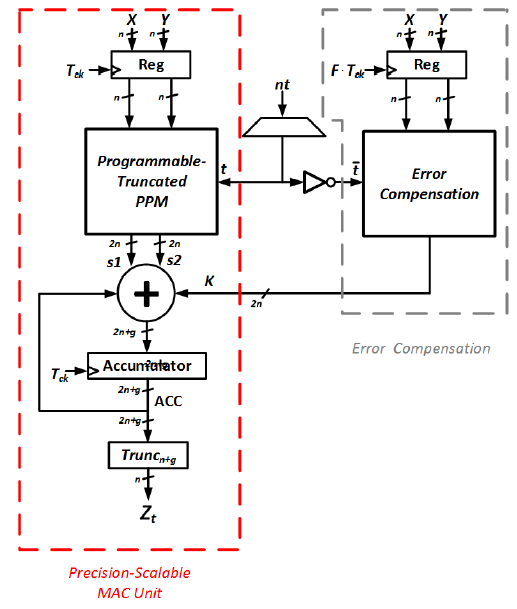 X Y
n n
Reg
T_ck
n n
Programmable-
Truncated
PPM
t
2n 2n
s1 s2
+
2n+g
Accumulator
2n+g
T_ck
2n+g
ACC
2n+g
Trunc_n+g
n
Z_t
Precision-Scalable
MAC Unit
nt
t̅
K
2n
X Y
n n
Reg
F·T_ck
n n
Error
Compensation
Error Compensation